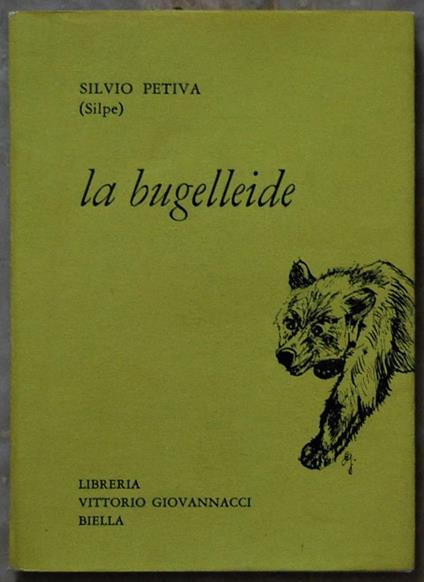 SILVIO PETIVA
(Silpe)
la bugelleide
LIBRERIA
VITTORIO GIOVANNACCI
BIELLA